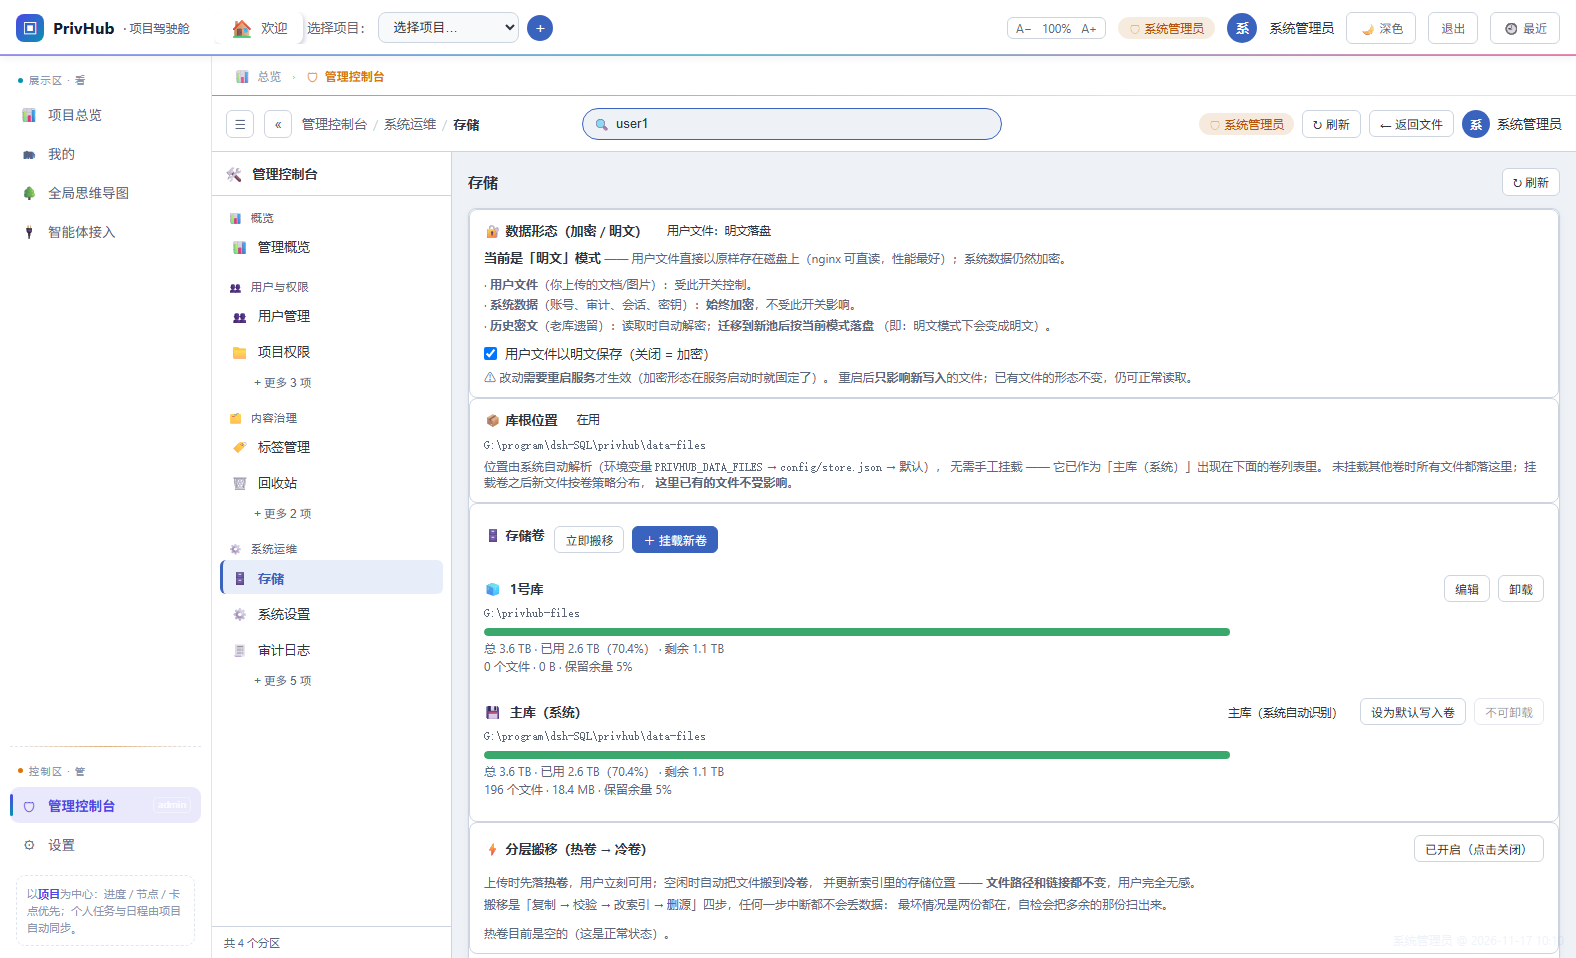 PrivHub · 项目驾驶舱
欢迎
选择项目：
选择项目...
+
A− 100% A+
系统管理员
系
系统管理员
深色
退出
最近
展示区 · 看
项目总览
我的
全局思维导图
智能体接入
控制区 · 管
管理控制台
admin
设置
以项目为中心：进度 / 节点 / 卡
点优先；个人任务与日程由项目
自动同步。
总览 › 管理控制台
☰
«
管理控制台 / 系统运维 / 存储
user1
系统管理员
↻ 刷新
← 返回文件
系
系统管理员
管理控制台
概览
管理概览
用户与权限
用户管理
项目权限
+ 更多 3 项
内容治理
标签管理
回收站
+ 更多 2 项
系统运维
存储
系统设置
审计日志
+ 更多 5 项
共 4 个分区
存储
↻ 刷新
数据形态（加密 / 明文） 用户文件：明文落盘
当前是「明文」模式 —— 用户文件直接以原样存在磁盘上（nginx 可直读，性能最好）；系统数据仍然加密。
· 用户文件（你上传的文档/图片）：受此开关控制。
· 系统数据（账号、审计、会话、密钥）：始终加密，不受此开关影响。
· 历史密文（老库遗留）：读取时自动解密；迁移到新池后按当前模式落盘 （即：明文模式下会变成明文）。
用户文件以明文保存（关闭 = 加密）
⚠ 改动需要重启服务才生效（加密形态在服务启动时就固定了）。 重启后只影响新写入的文件；已有文件的形态不变，仍可正常读取。
库根位置 在用
G:\program\dsh-SQL\privhub\data-files
位置由系统自动解析（环境变量 PRIVHUB_DATA_FILES → config/store.json → 默认）， 无需手工挂载 —— 它已作为「主库（系统）」出现在下面的卷列表里。 未挂载其他卷时所有文件都落这里；挂
载卷之后新文件按卷策略分布， 这里已有的文件不受影响。
存储卷
立即搬移
＋ 挂载新卷
1号库
编辑
卸载
G:\privhub-files
总 3.6 TB · 已用 2.6 TB（70.4%） · 剩余 1.1 TB
0 个文件 · 0 B · 保留余量 5%
主库（系统）
主库（系统自动识别）
设为默认写入卷
不可卸载
G:\program\dsh-SQL\privhub\data-files
总 3.6 TB · 已用 2.6 TB（70.4%） · 剩余 1.1 TB
196 个文件 · 18.4 MB · 保留余量 5%
分层搬移（热卷 → 冷卷）
已开启（点击关闭）
上传时先落热卷，用户立刻可用；空闲时自动把文件搬到冷卷， 并更新索引里的存储位置 —— 文件路径和链接都不变，用户完全无感。
搬移是「复制 → 校验 → 改索引 → 删源」四步，任何一步中断都不会丢数据： 最坏情况是两份都在，自检会把多余的那份扫出来。
热卷目前是空的（这是正常状态）。
系统管理员 @ 2026-11-17 10:1